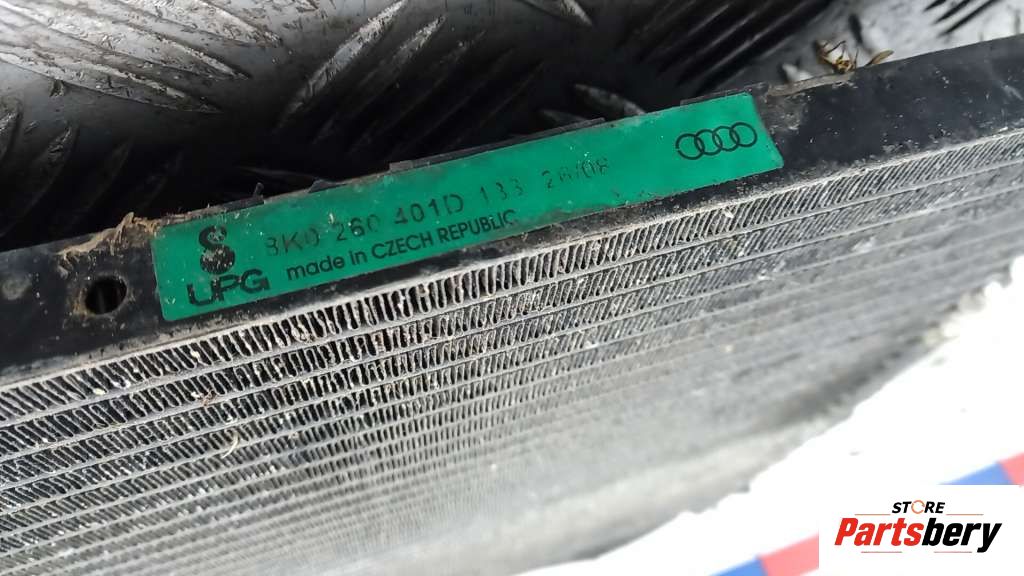 8K0 260 401D 133 26/08
made in CZECH REPUBLIC
UPG
STORE
Partsbery